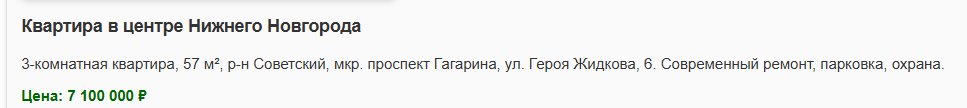 Квартира в центре Нижнего Новгорода
3-комнатная квартира, 57 м², р-н Советский, мкр. проспект Гагарина, ул. Героя Жидкова, 6. Современный ремонт, парковка, охрана.
Цена: 7 100 000 ₽